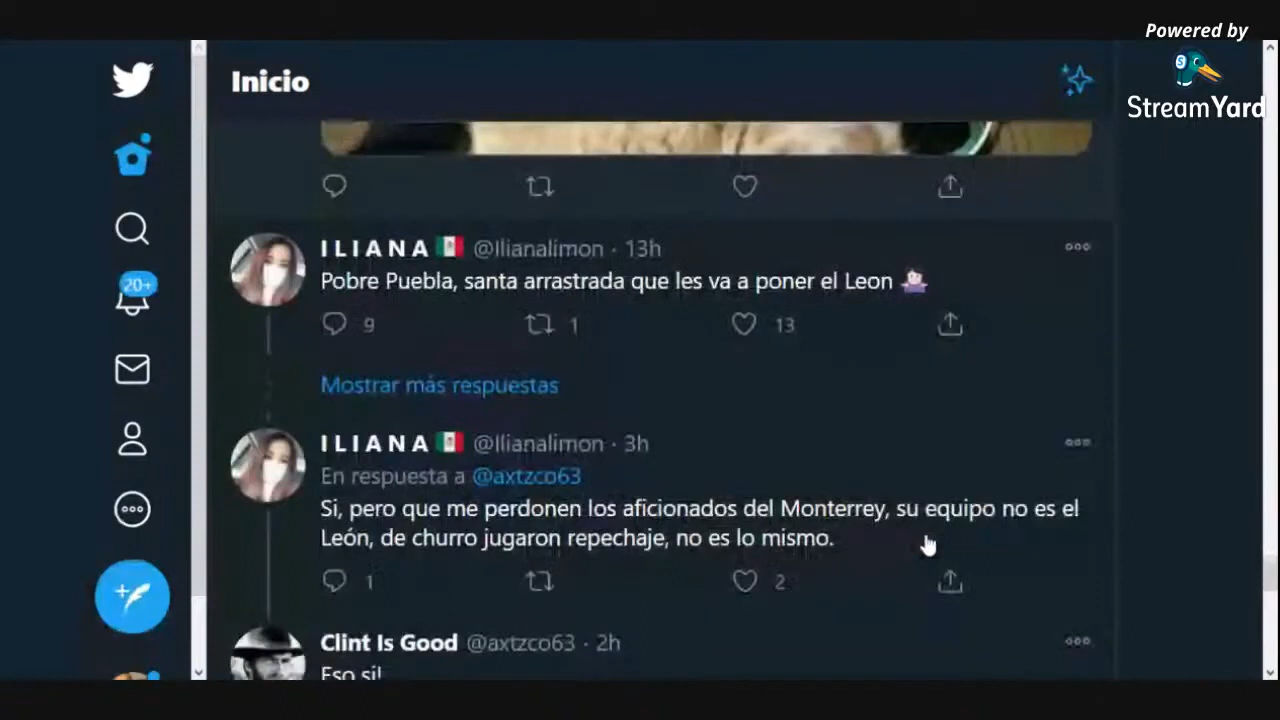 Powered by
StreamYard
Inicio
I L I A N A @Ilianalimon · 13h
Pobre Puebla, santa arrastrada que les va a poner el Leon
9 1 13
20+
Mostrar más respuestas
I L I A N A @Ilianalimon · 3h
En respuesta a @axtzco63
Si, pero que me perdonen los aficionados del Monterrey, su equipo no es el
León, de churro jugaron repechaje, no es lo mismo.
1 2
Clint Is Good @axtzco63 · 2h
Eso si!